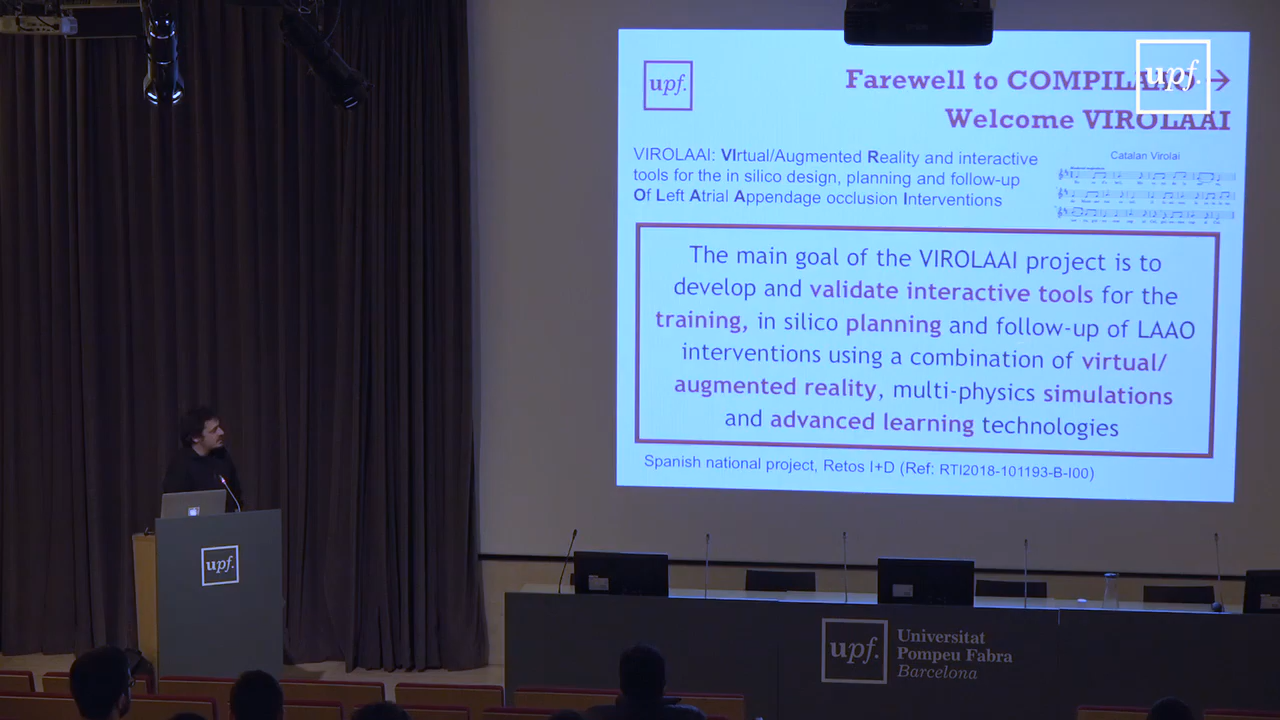 upf.
Farewell to COMPILAAO →
Welcome VIROLAAI
upf.
VIROLAAI: VIrtual/Augmented Reality and interactive
tools for the in silico design, planning and follow-up
Of Left Atrial Appendage occlusion Interventions
Catalan Virolai
The main goal of the VIROLAAI project is to
develop and validate interactive tools for the
training, in silico planning and follow-up of LAAO
interventions using a combination of virtual/
augmented reality, multi-physics simulations
and advanced learning technologies
Spanish national project, Retos I+D (Ref: RTI2018-101193-B-I00)
upf.
upf.
Universitat
Pompeu Fabra
Barcelona